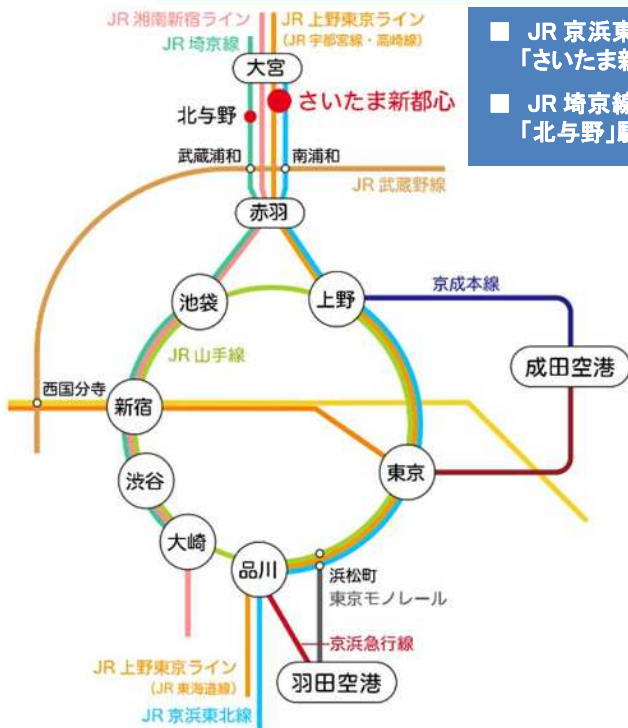 JR 湘南新宿ライン
JR 上野東京ライン
(JR 宇都宮線・高崎線)
JR 埼京線
大宮
北与野
さいたま新都心
武蔵浦和
南浦和
JR 武蔵野線
赤羽
池袋
上野
京成本線
JR 山手線
成田空港
西国分寺
新宿
渋谷
東京
大崎
品川
浜松町
東京モノレール
京浜急行線
羽田空港
JR 上野東京ライン
(JR 東海道線)
JR 京浜東北線
■ JR 京浜東
「さいたま新
■ JR 埼京線
「北与野」